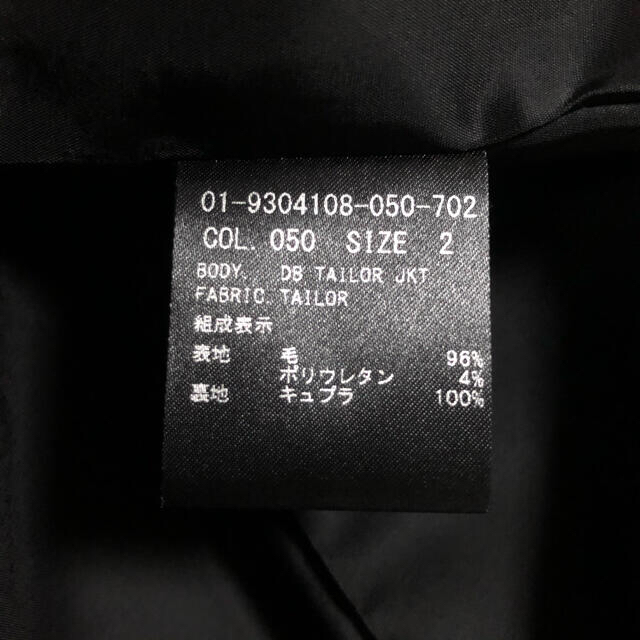 01-9304108-050-702
COL. 050 SIZE 2
BODY. DB TAILOR JKT
FABRIC. TAILOR
組成表示
表地 毛 96%
ポリウレタン 4%
裏地 キュプラ 100%